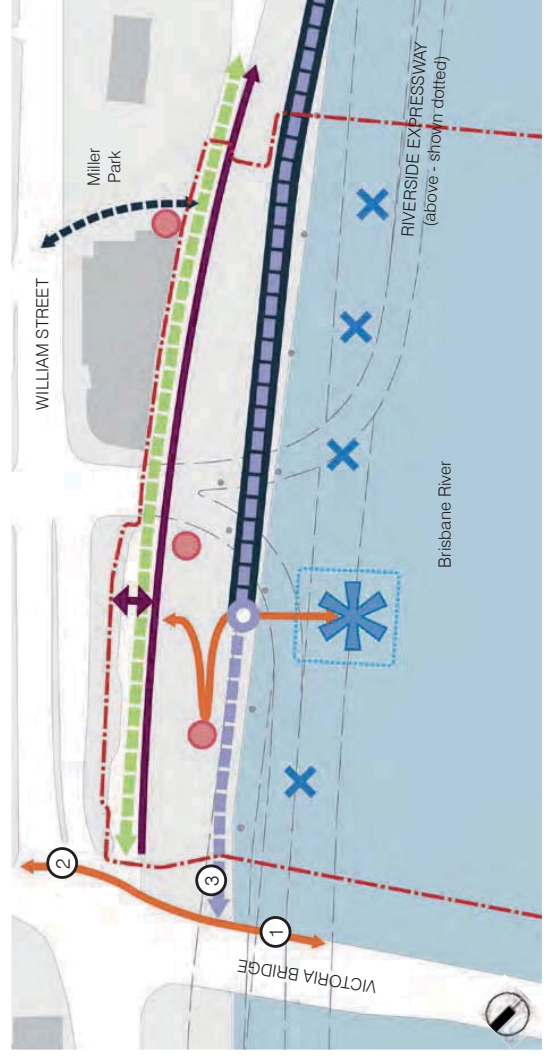 Miller
Park
WILLIAM STREET
RIVERSIDE EXPRESSWAY
(above - shown dotted)
Brisbane River
2
3
1
VICTORIA BRIDGE